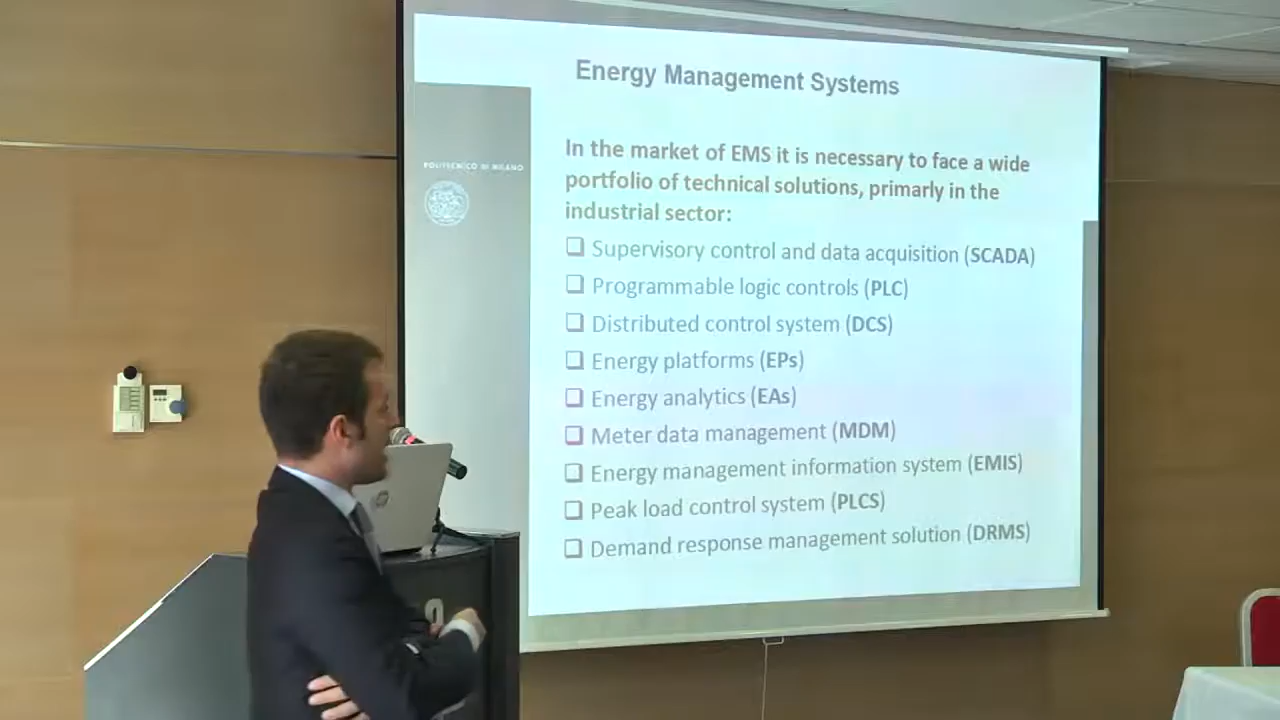 Energy Management Systems
POLITECNICO DI MILANO
In the market of EMS it is necessary to face a wide
portfolio of technical solutions, primarily in the
industrial sector:
❑ Supervisory control and data acquisition (SCADA)
❑ Programmable logic controls (PLC)
❑ Distributed control system (DCS)
❑ Energy platforms (EPs)
❑ Energy analytics (EAs)
❑ Meter data management (MDM)
❑ Energy management information system (EMIS)
❑ Peak load control system (PLCS)
❑ Demand response management solution (DRMS)